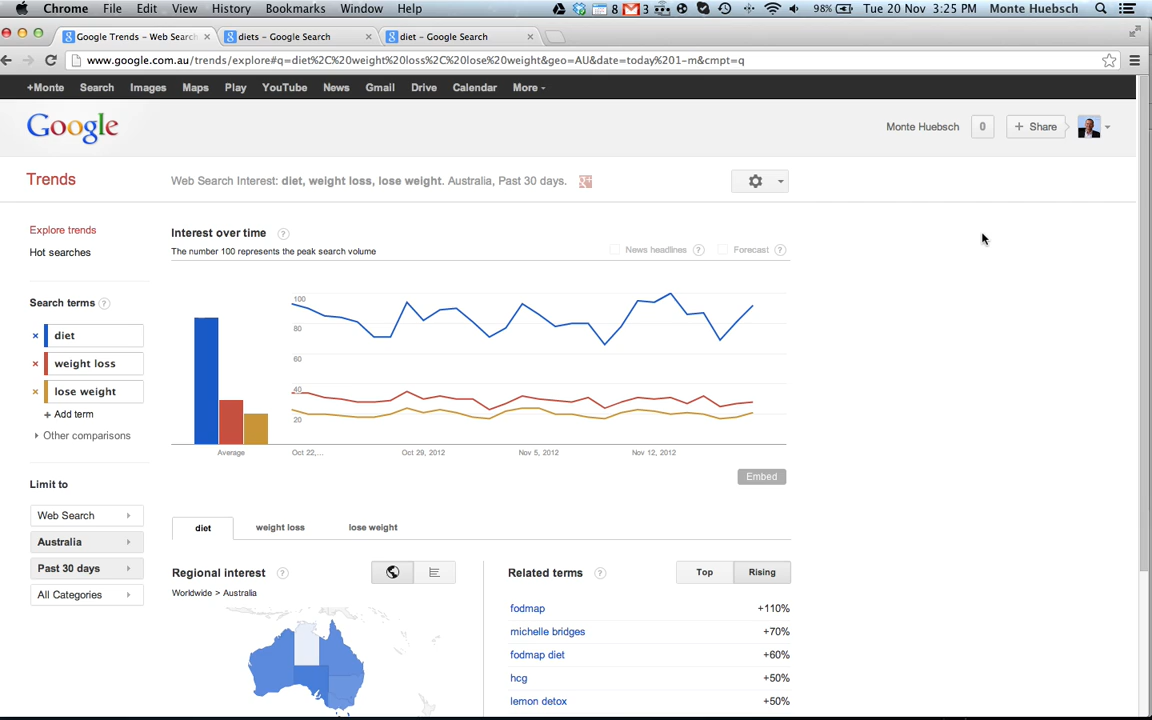 Chrome File Edit View History Bookmarks Window Help 8 3 98% Tue 20 Nov 3:25 PM Monte Huebsch
Google Trends – Web Search diets – Google Search diet – Google Search
www.google.com.au/trends/explore#q=diet%2C%20weight%20loss%2C%20lose%20weight&geo=AU&date=today%201-m&cmpt=q
+Monte Search Images Maps Play YouTube News Gmail Drive Calendar More
Google Monte Huebsch 0 + Share
Trends Web Search Interest: diet, weight loss, lose weight. Australia, Past 30 days.
Explore trends
Hot searches
Interest over time ?
The number 100 represents the peak search volume
News headlines ? Forecast ?
Search terms ?
× diet
× weight loss
× lose weight
+ Add term
Other comparisons
100
80
60
40
20
Average Oct 22,... Oct 29, 2012 Nov 5, 2012 Nov 12, 2012
Embed
Limit to
Web Search
Australia
Past 30 days
All Categories
diet weight loss lose weight
Regional interest ?
Worldwide > Australia
Related terms ? Top Rising
fodmap +110%
michelle bridges +70%
fodmap diet +60%
hcg +50%
lemon detox +50%